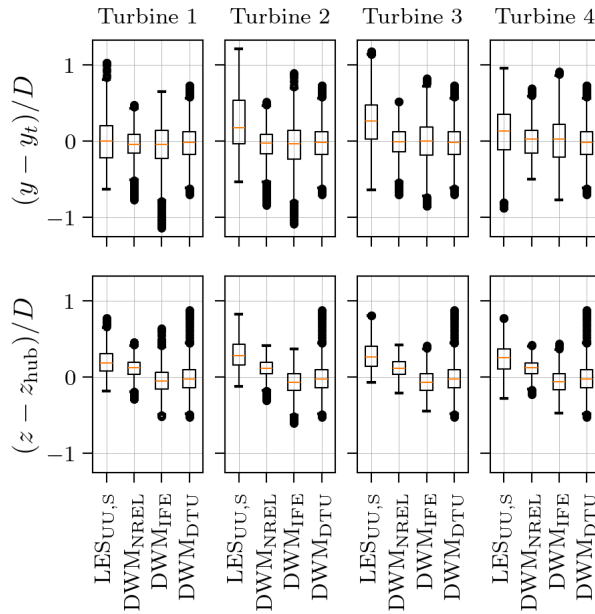 Turbine 1 Turbine 2 Turbine 3 Turbine 4
(y − y_t)/D
1
0
−1
(z − z_hub)/D
1
0
−1
LES_UU,S DWM_NREL DWM_IFE DWM_DTU LES_UU,S DWM_NREL DWM_IFE DWM_DTU LES_UU,S DWM_NREL DWM_IFE DWM_DTU LES_UU,S DWM_NREL DWM_IFE DWM_DTU